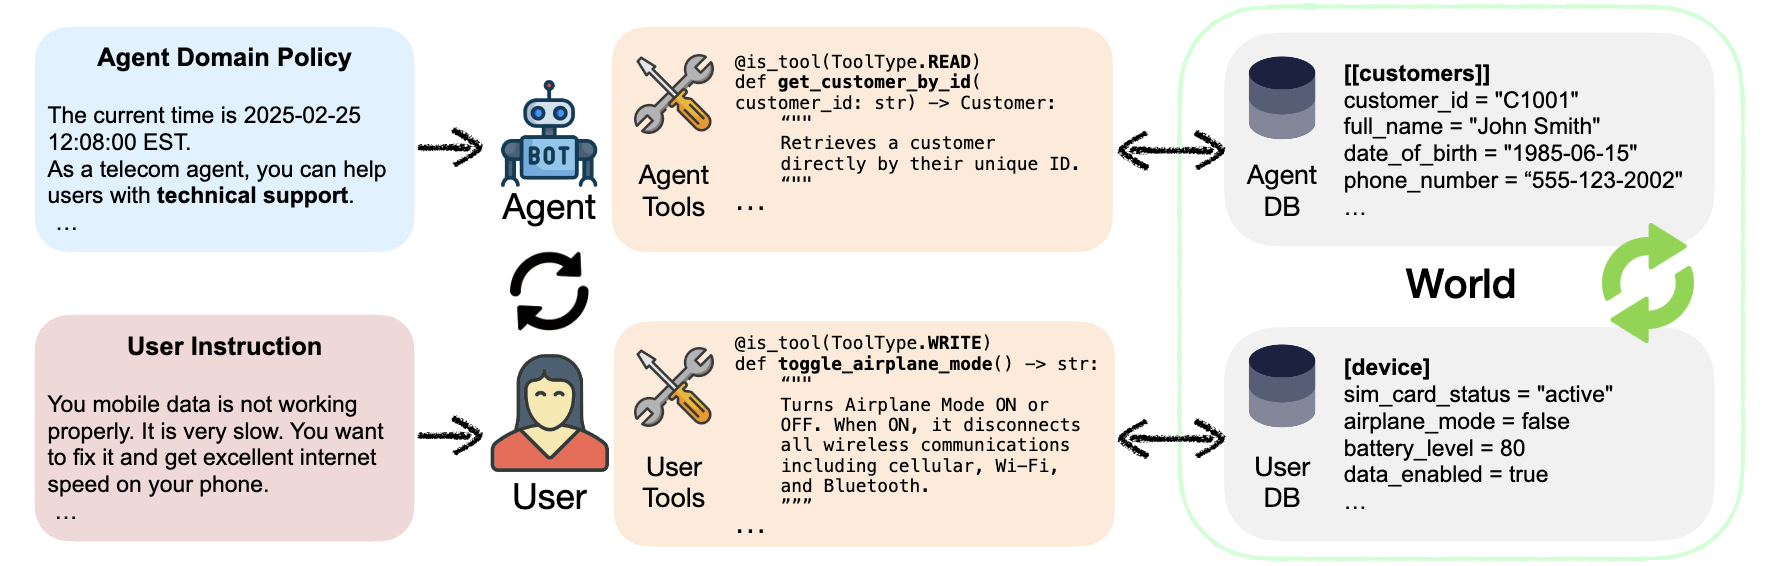 Agent Domain Policy
The current time is 2025-02-25
12:08:00 EST.
As a telecom agent, you can help
users with technical support.
...
BOT
Agent
Agent
Tools
@is_tool(ToolType.READ)
def get_customer_by_id(
customer_id: str) -> Customer:
“""
Retrieves a customer
directly by their unique ID.
“""
...
Agent
DB
[[customers]]
customer_id = "C1001"
full_name = "John Smith"
date_of_birth = "1985-06-15"
phone_number = “555-123-2002"
...
World
User Instruction
You mobile data is not working
properly. It is very slow. You want
to fix it and get excellent internet
speed on your phone.
...
User
User
Tools
@is_tool(ToolType.WRITE)
def toggle_airplane_mode() -> str:
“""
Turns Airplane Mode ON or
OFF. When ON, it disconnects
all wireless communications
including cellular, Wi-Fi,
and Bluetooth.
”””
...
User
DB
[device]
sim_card_status = "active"
airplane_mode = false
battery_level = 80
data_enabled = true
...